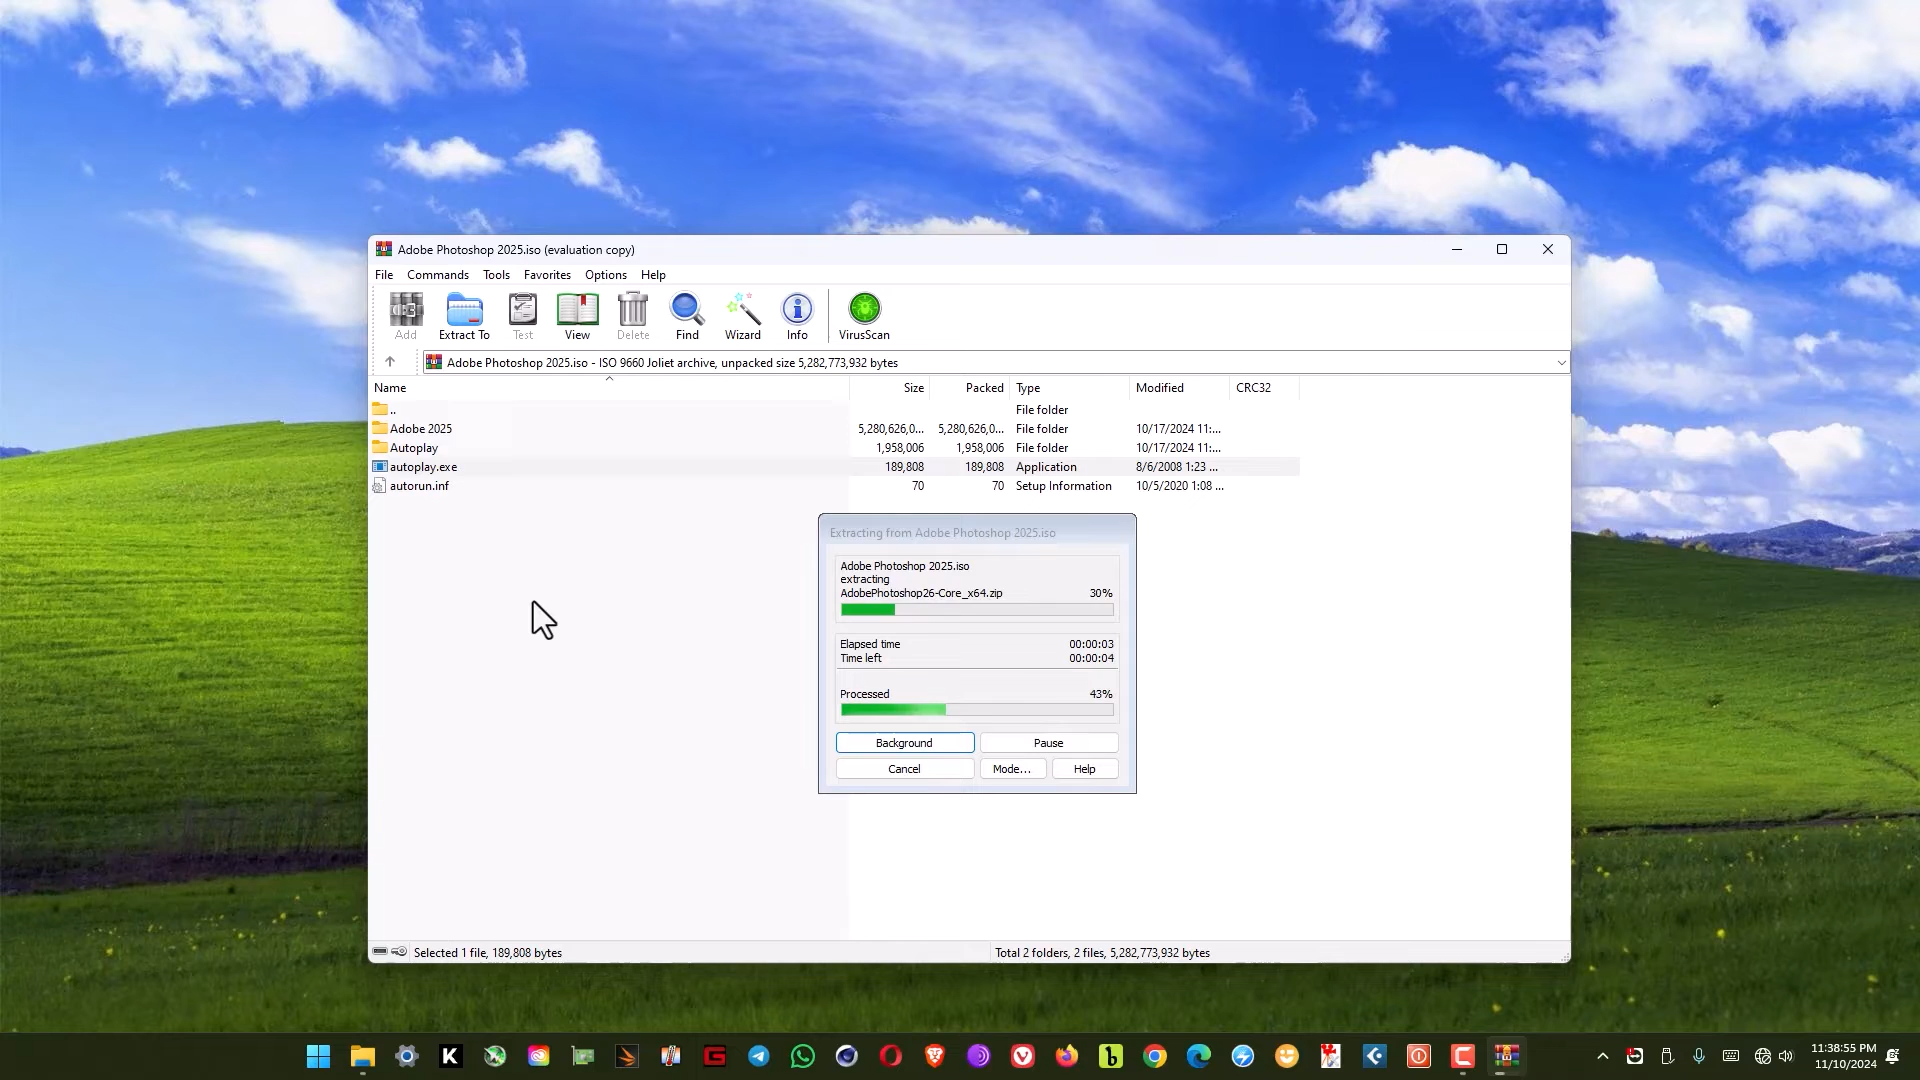 Adobe Photoshop 2025.iso (evaluation copy)
File Commands Tools Favorites Options Help
Add Extract To Test View Delete Find Wizard Info VirusScan
Adobe Photoshop 2025.iso - ISO 9660 Joliet archive, unpacked size 5,282,773,932 bytes
Name Size Packed Type Modified CRC32
.. File folder
Adobe 2025 5,280,626,0... 5,280,626,0... File folder 10/17/2024 11:...
Autoplay 1,958,006 1,958,006 File folder 10/17/2024 11:...
autoplay.exe 189,808 189,808 Application 8/6/2008 1:23 ...
autorun.inf 70 70 Setup Information 10/5/2020 1:08 ...
Extracting from Adobe Photoshop 2025.iso
Adobe Photoshop 2025.iso
extracting
AdobePhotoshop26-Core_x64.zip 30%
Elapsed time 00:00:03
Time left 00:00:04
Processed 43%
Background Pause
Cancel Mode... Help
Selected 1 file, 189,808 bytes Total 2 folders, 2 files, 5,282,773,932 bytes
11:38:55 PM
11/10/2024